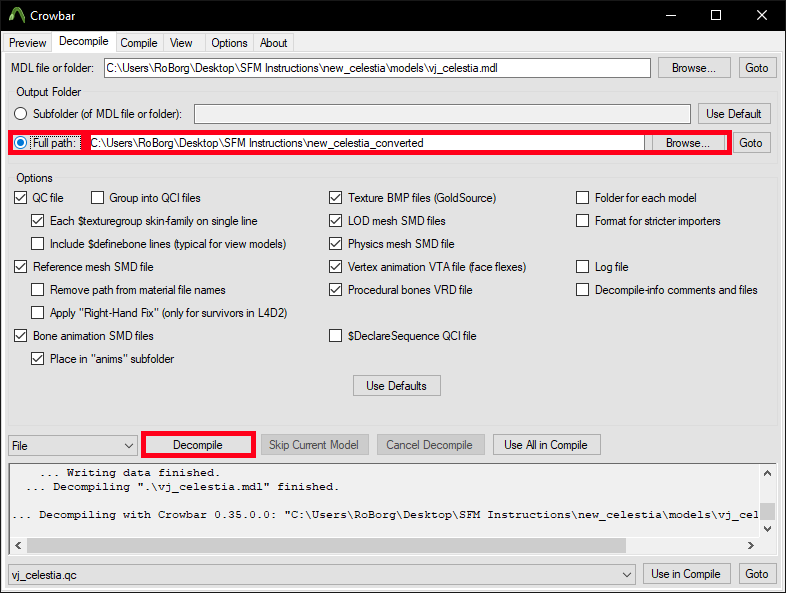 Crowbar
Preview Decompile Compile View Options About
MDL file or folder: C:\Users\RoBorg\Desktop\SFM Instructions\new_celestia\models\vj_celestia.mdl Browse... Goto
Output Folder
Subfolder (of MDL file or folder): Use Default
Full path: C:\Users\RoBorg\Desktop\SFM Instructions\new_celestia_converted Browse... Goto
Options
QC file Group into QCI files Texture BMP files (GoldSource) Folder for each model
Each $texturegroup skin-family on single line LOD mesh SMD files Format for stricter importers
Include $definebone lines (typical for view models) Physics mesh SMD file
Reference mesh SMD file Vertex animation VTA file (face flexes) Log file
Remove path from material file names Procedural bones VRD file Decompile-info comments and files
Apply "Right-Hand Fix" (only for survivors in L4D2)
Bone animation SMD files $DeclareSequence QCI file
Place in "anims" subfolder
Use Defaults
File Decompile Skip Current Model Cancel Decompile Use All in Compile
... Writing data finished.
... Decompiling ".\vj_celestia.mdl" finished.
... Decompiling with Crowbar 0.35.0.0: "C:\Users\RoBorg\Desktop\SFM Instructions\new_celestia\models\vj_cel
vj_celestia.qc Use in Compile Goto